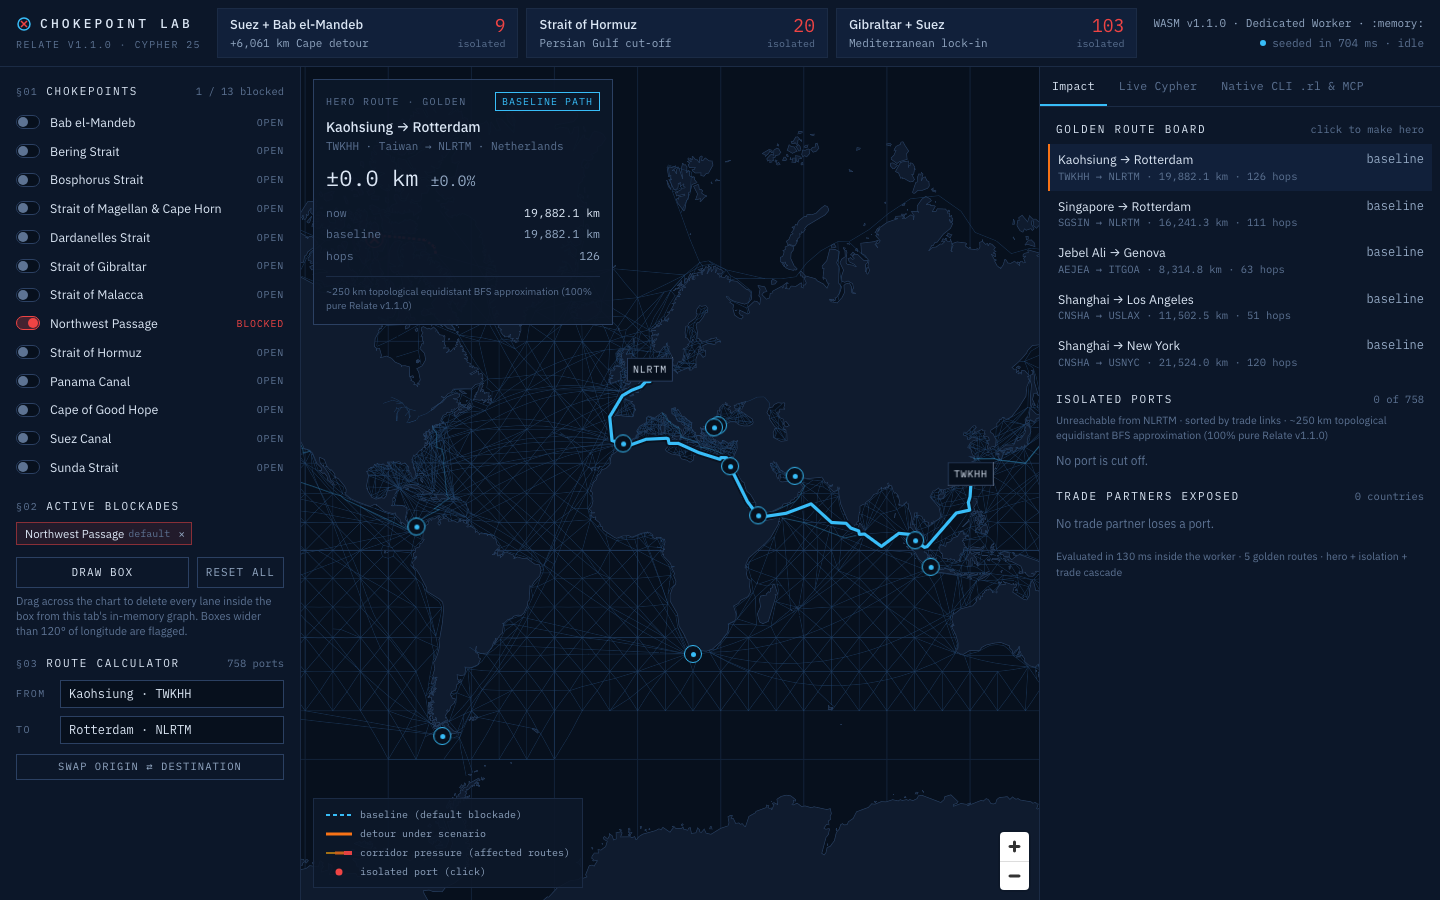 CHOKEPOINT LAB
RELATE V1.1.0 · CYPHER 25
Suez + Bab el-Mandeb
9
+6,061 km Cape detour
isolated
Strait of Hormuz
20
Persian Gulf cut-off
isolated
Gibraltar + Suez
103
Mediterranean lock-in
isolated
WASM v1.1.0 · Dedicated Worker · :memory:
seeded in 704 ms · idle
§01 CHOKEPOINTS
1 / 13 blocked
Bab el-Mandeb OPEN
Bering Strait OPEN
Bosphorus Strait OPEN
Strait of Magellan & Cape Horn OPEN
Dardanelles Strait OPEN
Strait of Gibraltar OPEN
Strait of Malacca OPEN
Northwest Passage BLOCKED
Strait of Hormuz OPEN
Panama Canal OPEN
Cape of Good Hope OPEN
Suez Canal OPEN
Sunda Strait OPEN
§02 ACTIVE BLOCKADES
Northwest Passage default ×
DRAW BOX
RESET ALL
Drag across the chart to delete every lane inside the
box from this tab's in-memory graph. Boxes wider
than 120° of longitude are flagged.
§03 ROUTE CALCULATOR
758 ports
FROM Kaohsiung · TWKHH
TO Rotterdam · NLRTM
SWAP ORIGIN ⇄ DESTINATION
HERO ROUTE · GOLDEN
BASELINE PATH
Kaohsiung → Rotterdam
TWKHH · Taiwan → NLRTM · Netherlands
±0.0 km ±0.0%
now 19,882.1 km
baseline 19,882.1 km
hops 126
~250 km topological equidistant BFS approximation (100%
pure Relate v1.1.0)
NLRTM
TWKHH
baseline (default blockade)
detour under scenario
corridor pressure (affected routes)
isolated port (click)
+
−
Impact
Live Cypher
Native CLI .rl & MCP
GOLDEN ROUTE BOARD
click to make hero
Kaohsiung → Rotterdam baseline
TWKHH → NLRTM · 19,882.1 km · 126 hops
Singapore → Rotterdam baseline
SGSIN → NLRTM · 16,241.3 km · 111 hops
Jebel Ali → Genova baseline
AEJEA → ITGOA · 8,314.8 km · 63 hops
Shanghai → Los Angeles baseline
CNSHA → USLAX · 11,502.5 km · 51 hops
Shanghai → New York baseline
CNSHA → USNYC · 21,524.0 km · 120 hops
ISOLATED PORTS
0 of 758
Unreachable from NLRTM · sorted by trade links · ~250 km topological
equidistant BFS approximation (100% pure Relate v1.1.0)
No port is cut off.
TRADE PARTNERS EXPOSED
0 countries
No trade partner loses a port.
Evaluated in 130 ms inside the worker · 5 golden routes · hero + isolation +
trade cascade